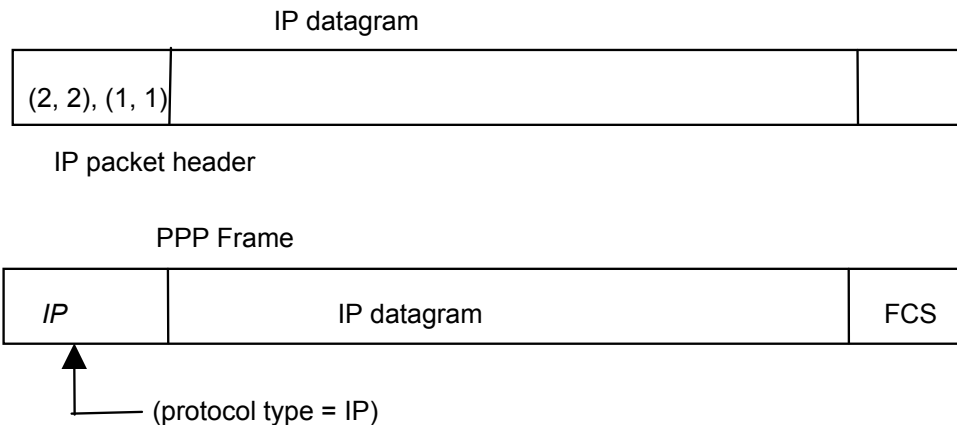 IP datagram
(2, 2), (1, 1)
IP packet header
PPP Frame
IP IP datagram FCS
(protocol type = IP)